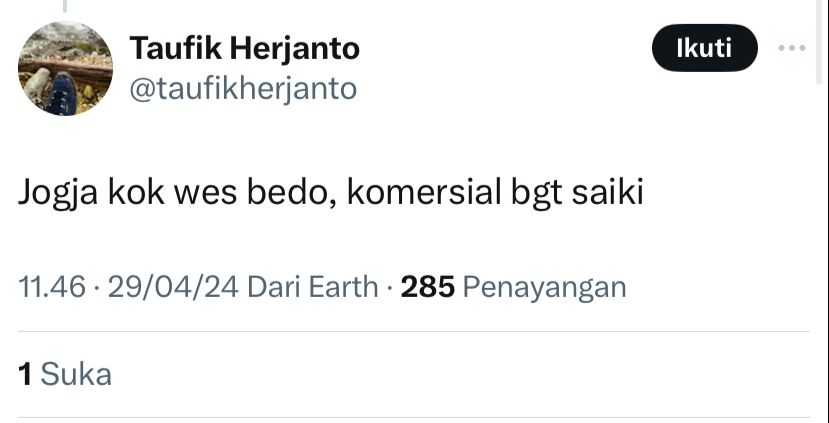 Taufik Herjanto
Ikuti
@taufikherjanto
Jogja kok wes bedo, komersial bgt saiki
11.46 · 29/04/24 Dari Earth · 285 Penayangan
1 Suka